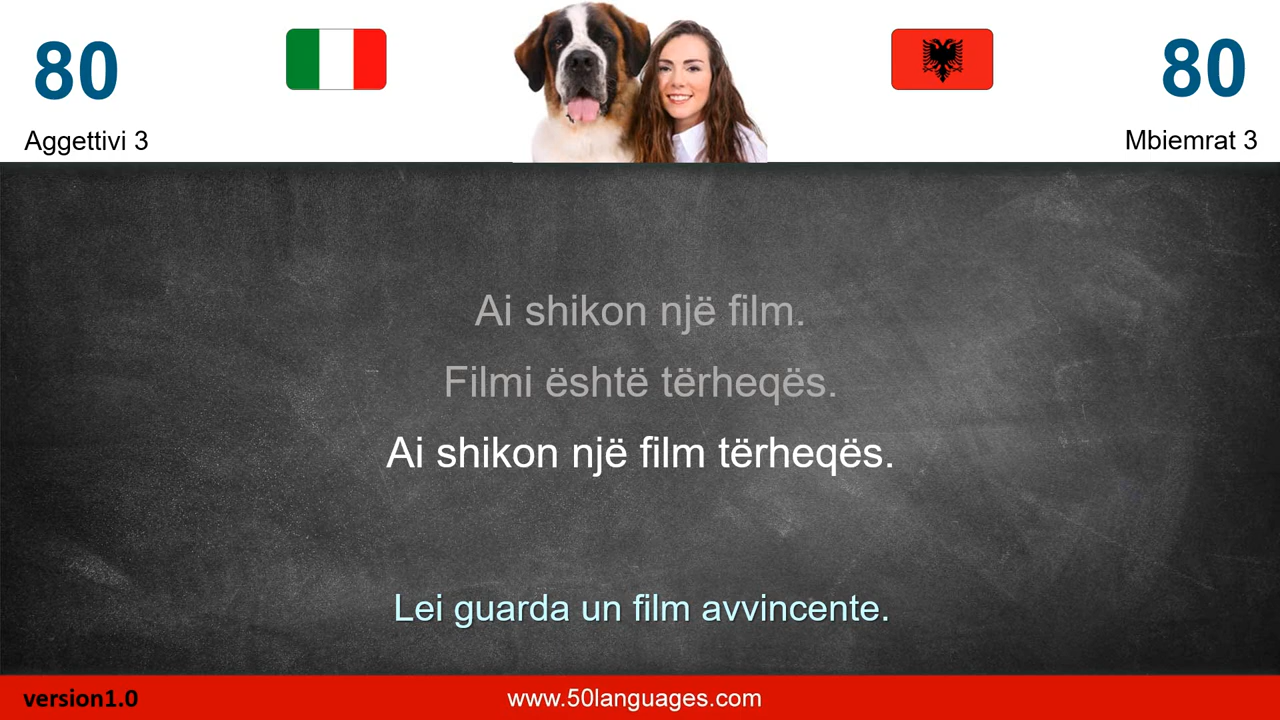 80
80
Aggettivi 3
Mbiemrat 3
Ai shikon një film.
Filmi është tërheqës.
Ai shikon një film tërheqës.
Lei guarda un film avvincente.
version1.0
www.50languages.com